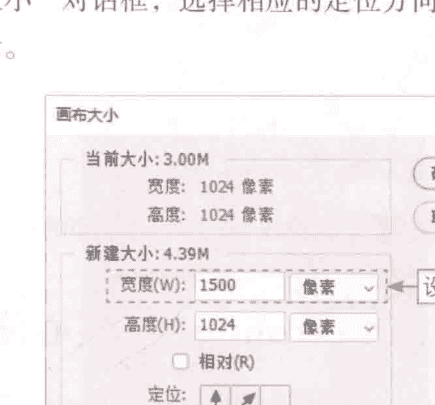 小”对话框，选择相应的定位方向
。
画布大小
当前大小: 3.00M
宽度: 1024 像素
高度: 1024 像素
新建大小: 4.39M
宽度(W): 1500 像素
设
高度(H): 1024 像素
相对(R)
定位: